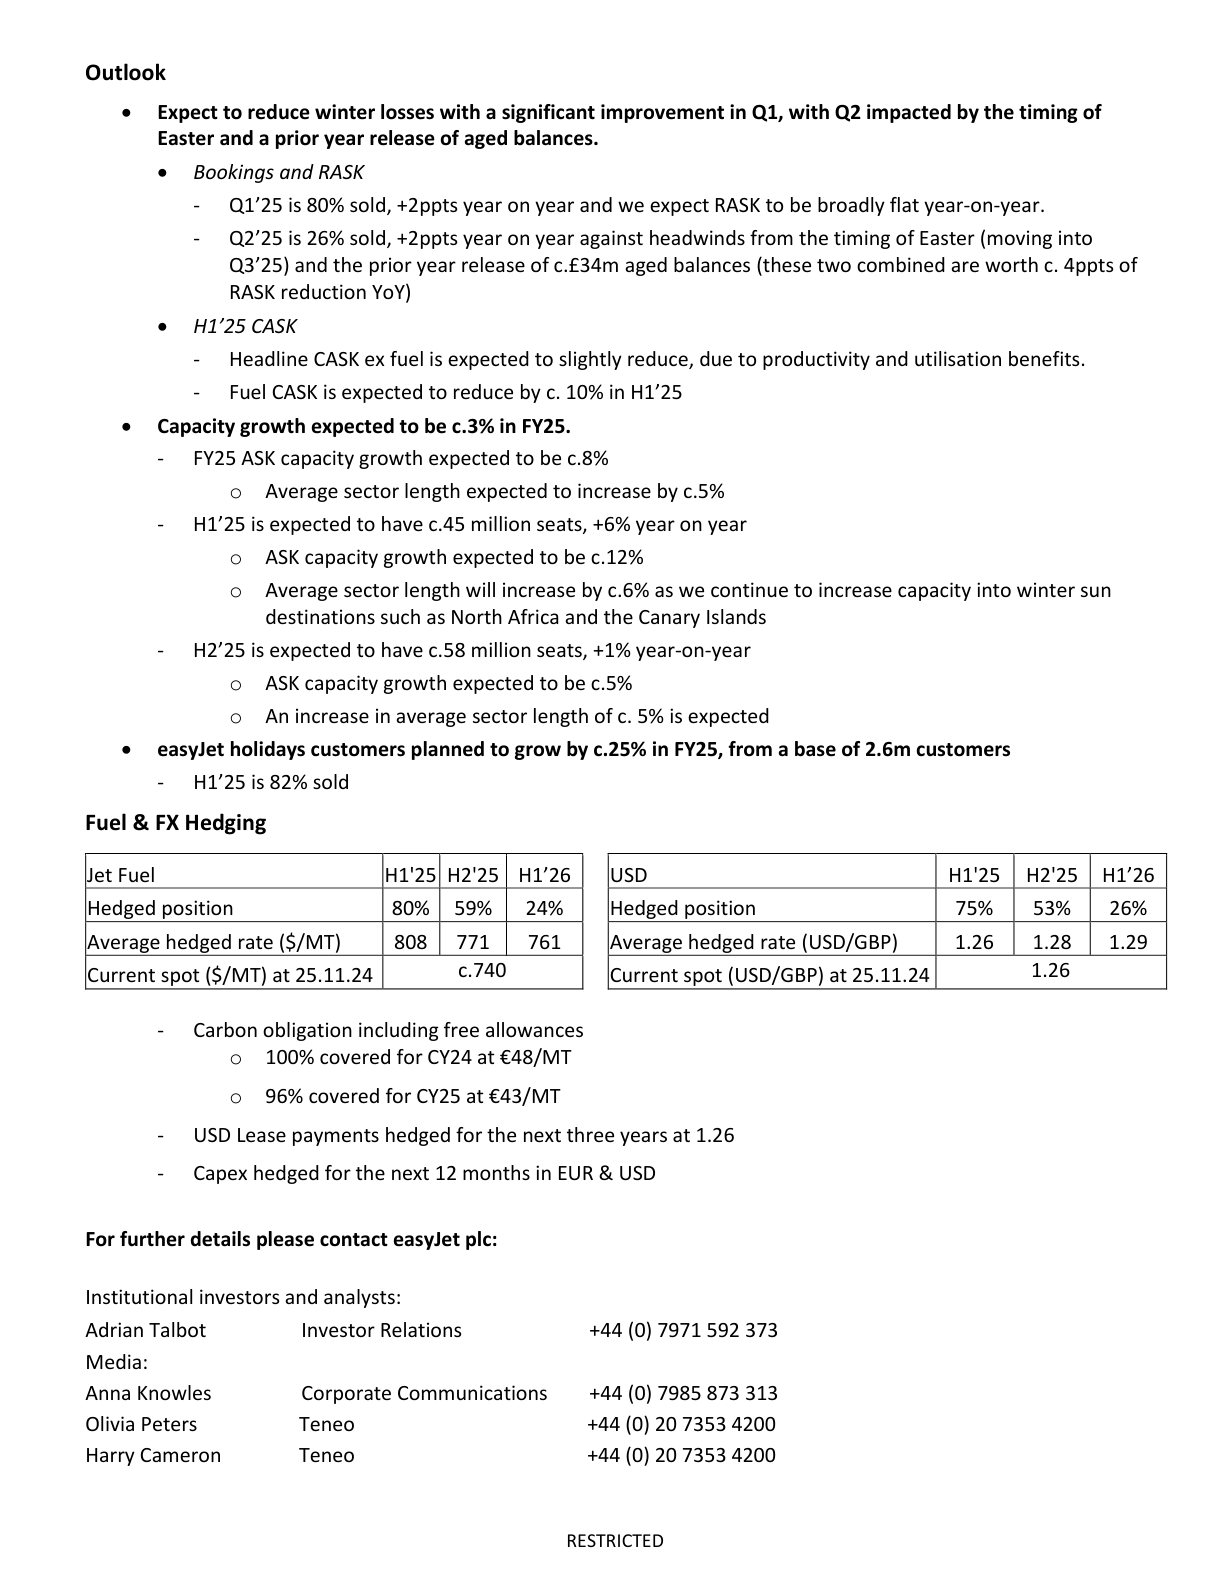 Outlook
• Expect to reduce winter losses with a significant improvement in Q1, with Q2 impacted by the timing of
Easter and a prior year release of aged balances.
• Bookings and RASK
- Q1’25 is 80% sold, +2ppts year on year and we expect RASK to be broadly flat year-on-year.
- Q2’25 is 26% sold, +2ppts year on year against headwinds from the timing of Easter (moving into
Q3’25) and the prior year release of c.£34m aged balances (these two combined are worth c. 4ppts of
RASK reduction YoY)
• H1’25 CASK
- Headline CASK ex fuel is expected to slightly reduce, due to productivity and utilisation benefits.
- Fuel CASK is expected to reduce by c. 10% in H1’25
• Capacity growth expected to be c.3% in FY25.
- FY25 ASK capacity growth expected to be c.8%
o Average sector length expected to increase by c.5%
- H1’25 is expected to have c.45 million seats, +6% year on year
o ASK capacity growth expected to be c.12%
o Average sector length will increase by c.6% as we continue to increase capacity into winter sun
destinations such as North Africa and the Canary Islands
- H2’25 is expected to have c.58 million seats, +1% year-on-year
o ASK capacity growth expected to be c.5%
o An increase in average sector length of c. 5% is expected
• easyJet holidays customers planned to grow by c.25% in FY25, from a base of 2.6m customers
- H1’25 is 82% sold
Fuel & FX Hedging
Jet Fuel H1'25 H2'25 H1’26
Hedged position 80% 59% 24%
Average hedged rate ($/MT) 808 771 761
Current spot ($/MT) at 25.11.24 c.740
USD H1'25 H2'25 H1’26
Hedged position 75% 53% 26%
Average hedged rate (USD/GBP) 1.26 1.28 1.29
Current spot (USD/GBP) at 25.11.24 1.26
- Carbon obligation including free allowances
o 100% covered for CY24 at €48/MT
o 96% covered for CY25 at €43/MT
- USD Lease payments hedged for the next three years at 1.26
- Capex hedged for the next 12 months in EUR & USD
For further details please contact easyJet plc:
Institutional investors and analysts:
Adrian Talbot Investor Relations +44 (0) 7971 592 373
Media:
Anna Knowles Corporate Communications +44 (0) 7985 873 313
Olivia Peters Teneo +44 (0) 20 7353 4200
Harry Cameron Teneo +44 (0) 20 7353 4200
RESTRICTED